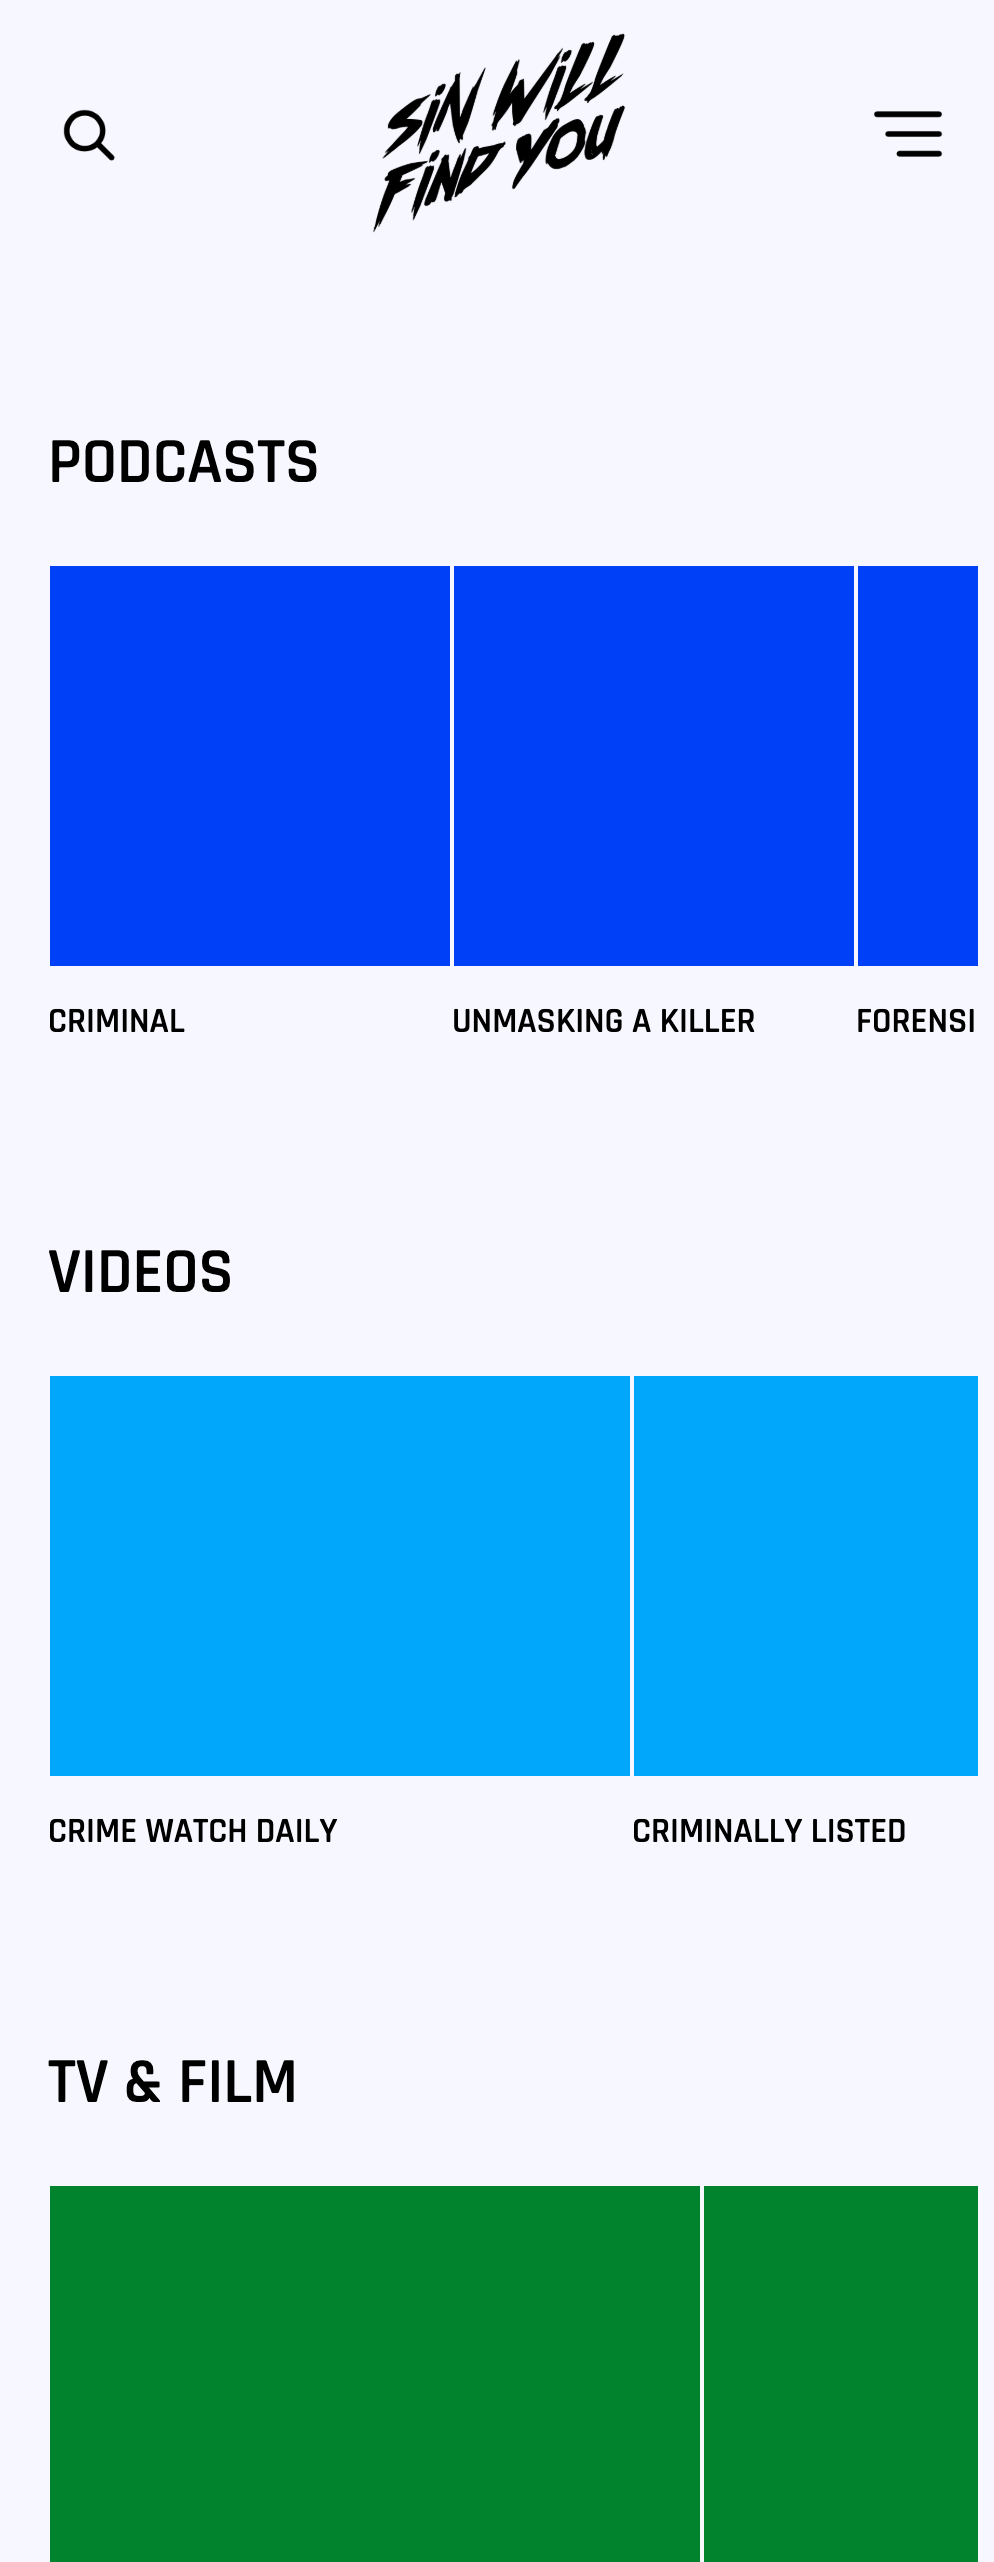 SiN WiLL
FiND YOU
PODCASTS
CRIMINAL
UNMASKING A KILLER
FORENSI
VIDEOS
CRIME WATCH DAILY
CRIMINALLY LISTED
TV & FILM